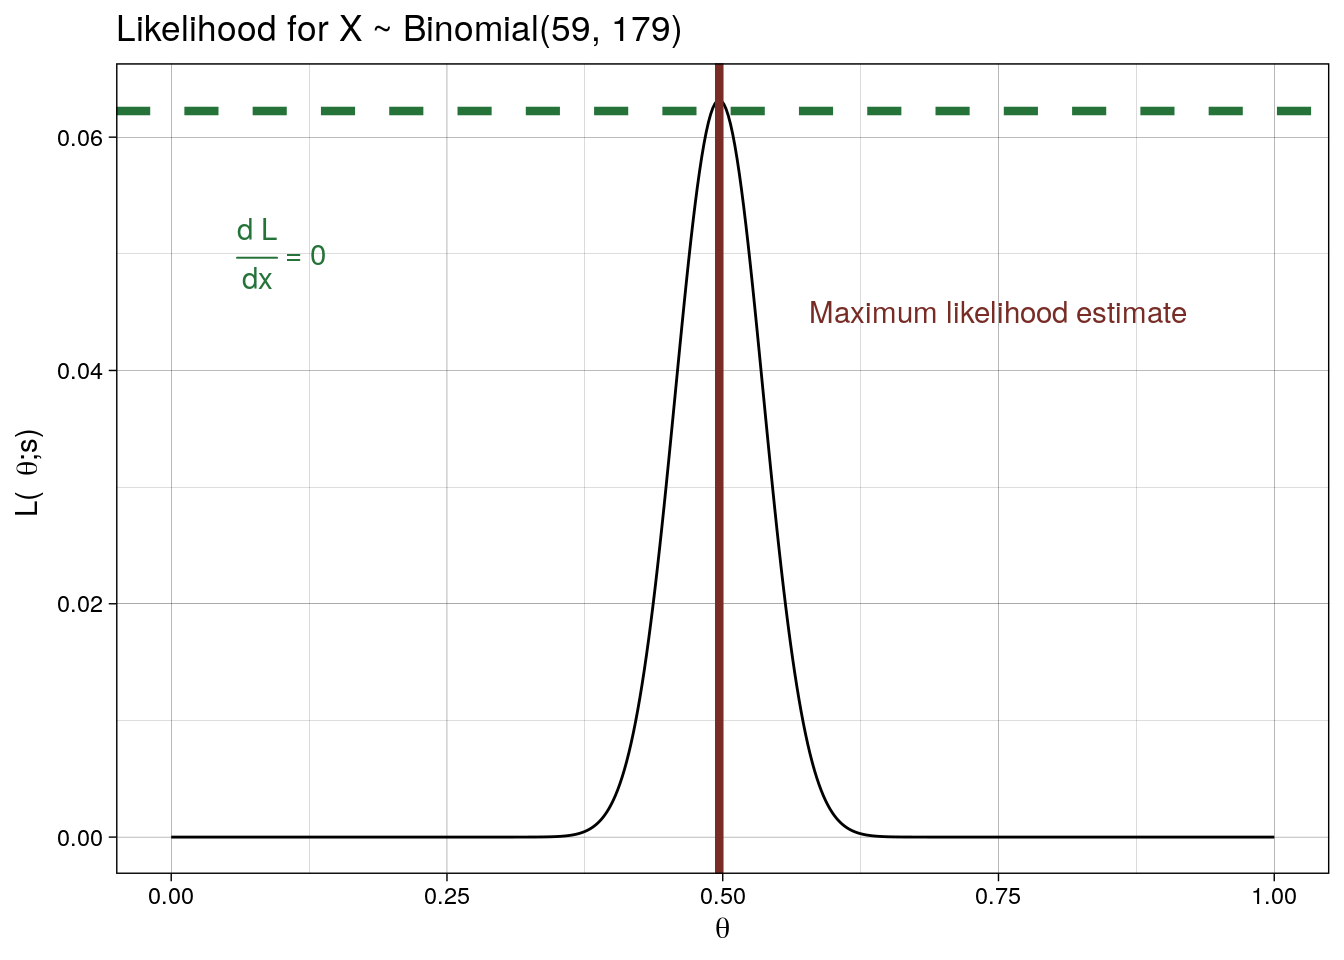 Likelihood for X ~ Binomial(59, 179)
0.06
d L
dx
= 0
Maximum likelihood estimate
0.04
L( θ;s)
0.02
0.00
0.00 0.25 0.50 0.75 1.00
θ